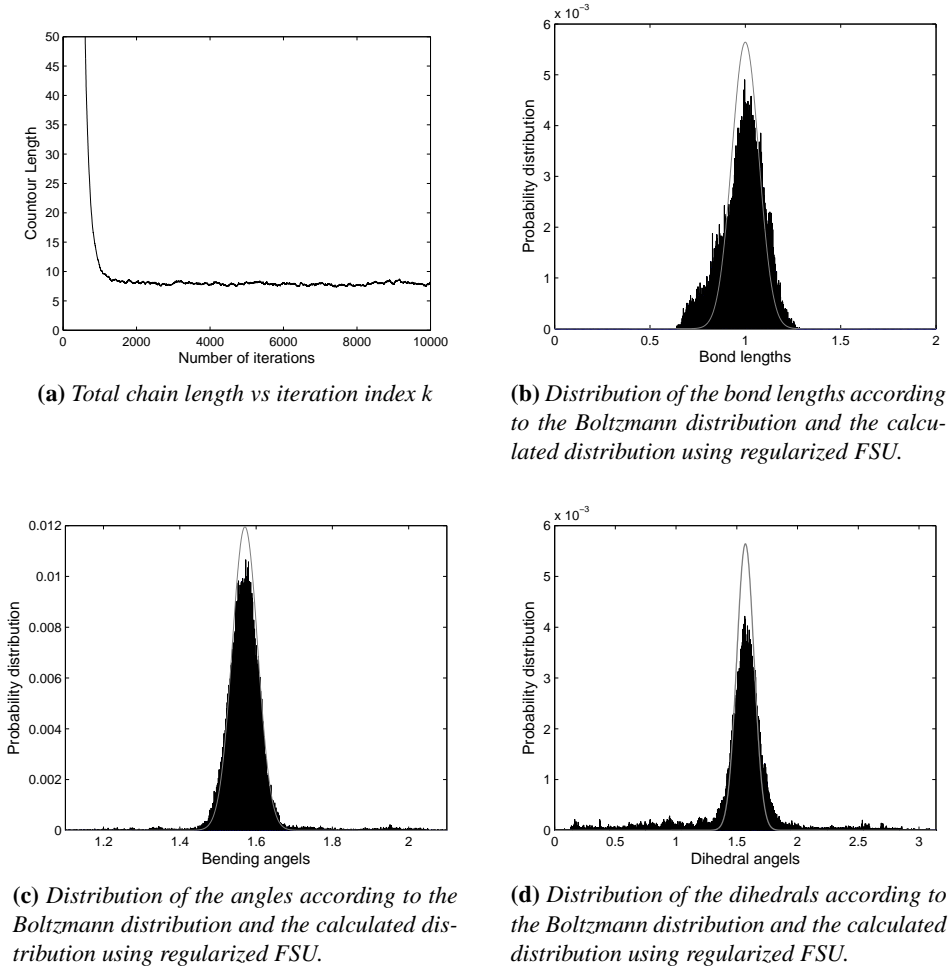 50
45
40
35
30
25
20
15
10
5
0
0 2000 4000 6000 8000 10000
Countour Length
Number of iterations
(a) Total chain length vs iteration index k
x 10⁻³
6
5
4
3
2
1
0
0 0.5 1 1.5 2
Probability distribution
Bond lengths
(b) Distribution of the bond lengths according
to the Boltzmann distribution and the calcu-
lated distribution using regularized FSU.
0.012
0.01
0.008
0.006
0.004
0.002
0
1.2 1.4 1.6 1.8 2
Probability distribution
Bending angels
(c) Distribution of the angles according to the
Boltzmann distribution and the calculated dis-
tribution using regularized FSU.
x 10⁻³
6
5
4
3
2
1
0
0 0.5 1 1.5 2 2.5 3
Probability distribution
Dihedral angels
(d) Distribution of the dihedrals according to
the Boltzmann distribution and the calculated
distribution using regularized FSU.